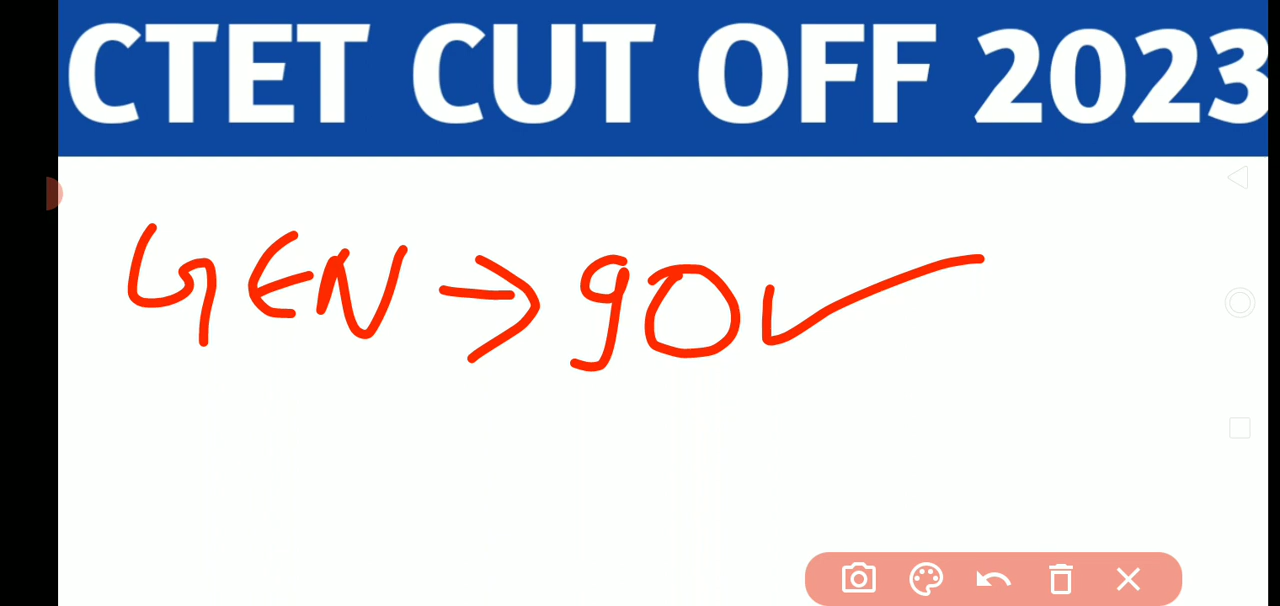 CTET CUT OFF 2023
GEN → 90 ✓